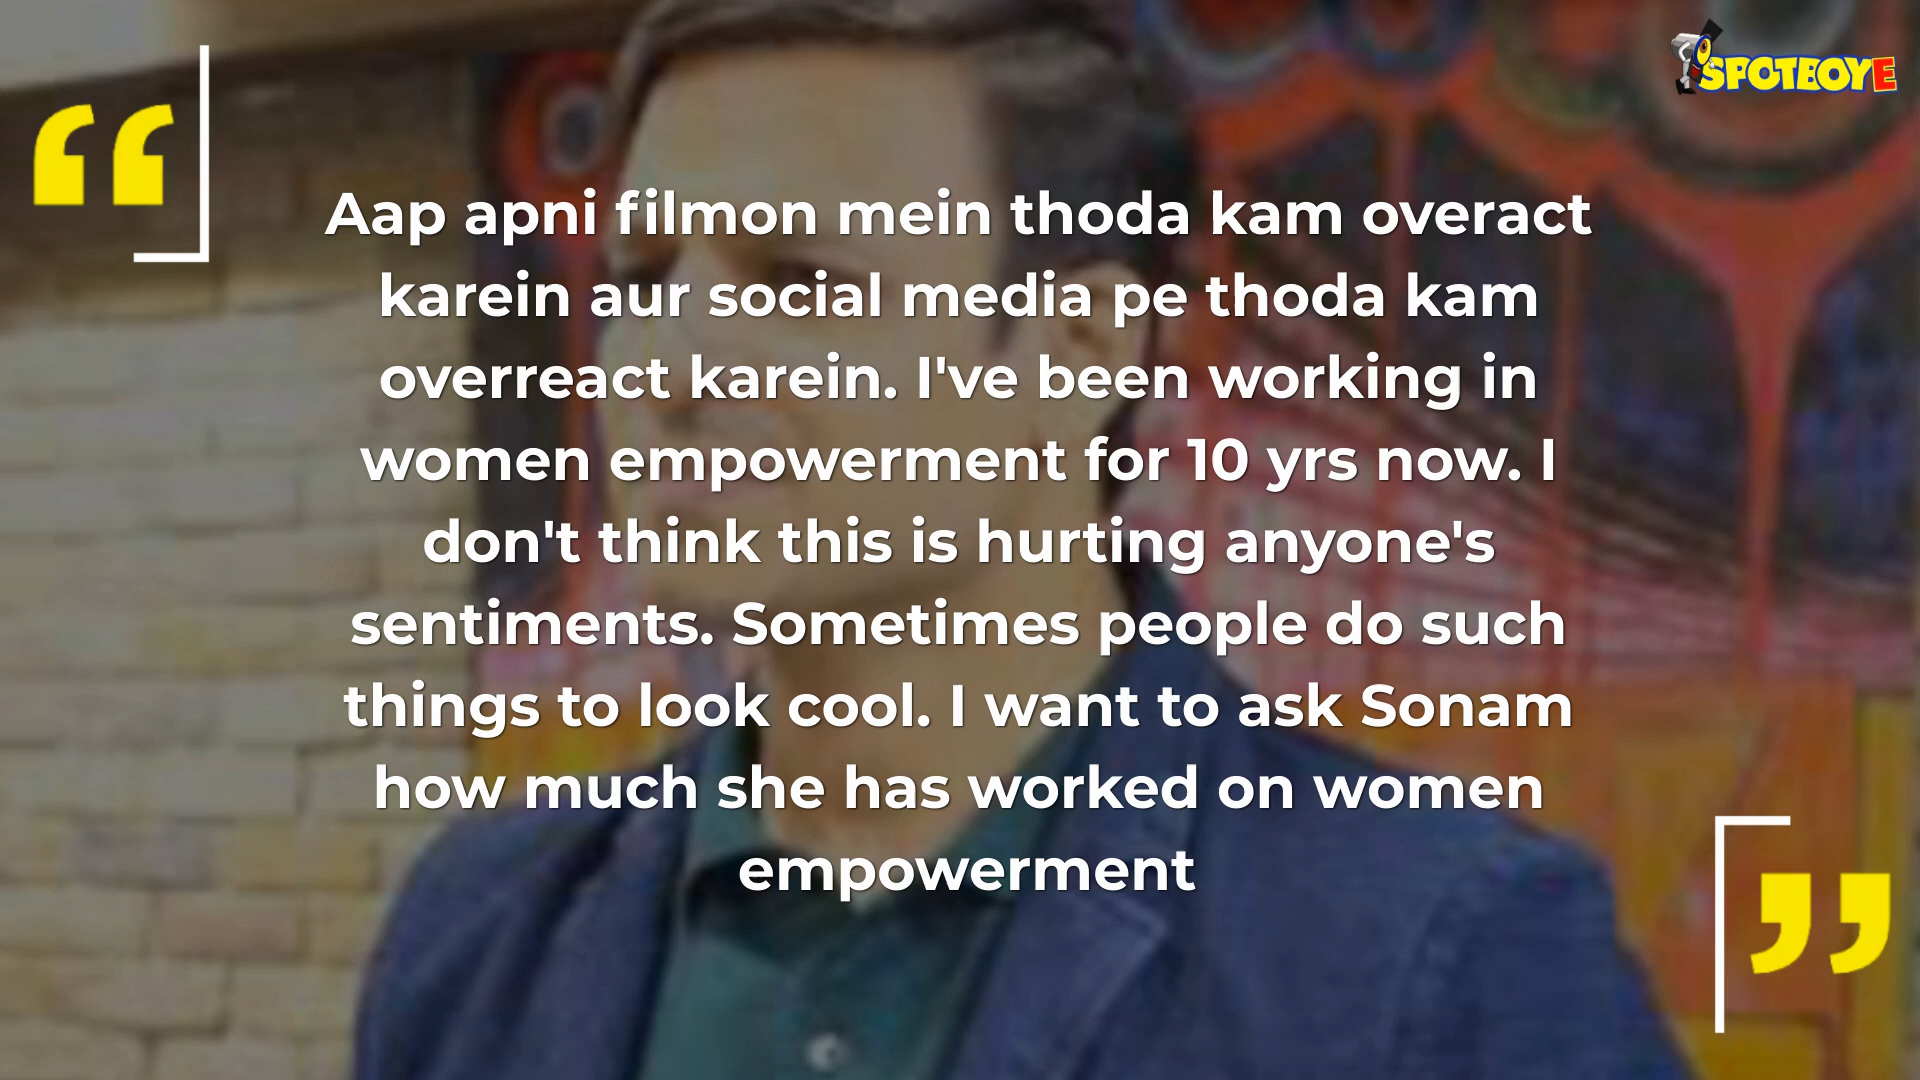 SPOTBOYE
Aap apni filmon mein thoda kam overact
karein aur social media pe thoda kam
overreact karein. I've been working in
women empowerment for 10 yrs now. I
don't think this is hurting anyone's
sentiments. Sometimes people do such
things to look cool. I want to ask Sonam
how much she has worked on women
empowerment